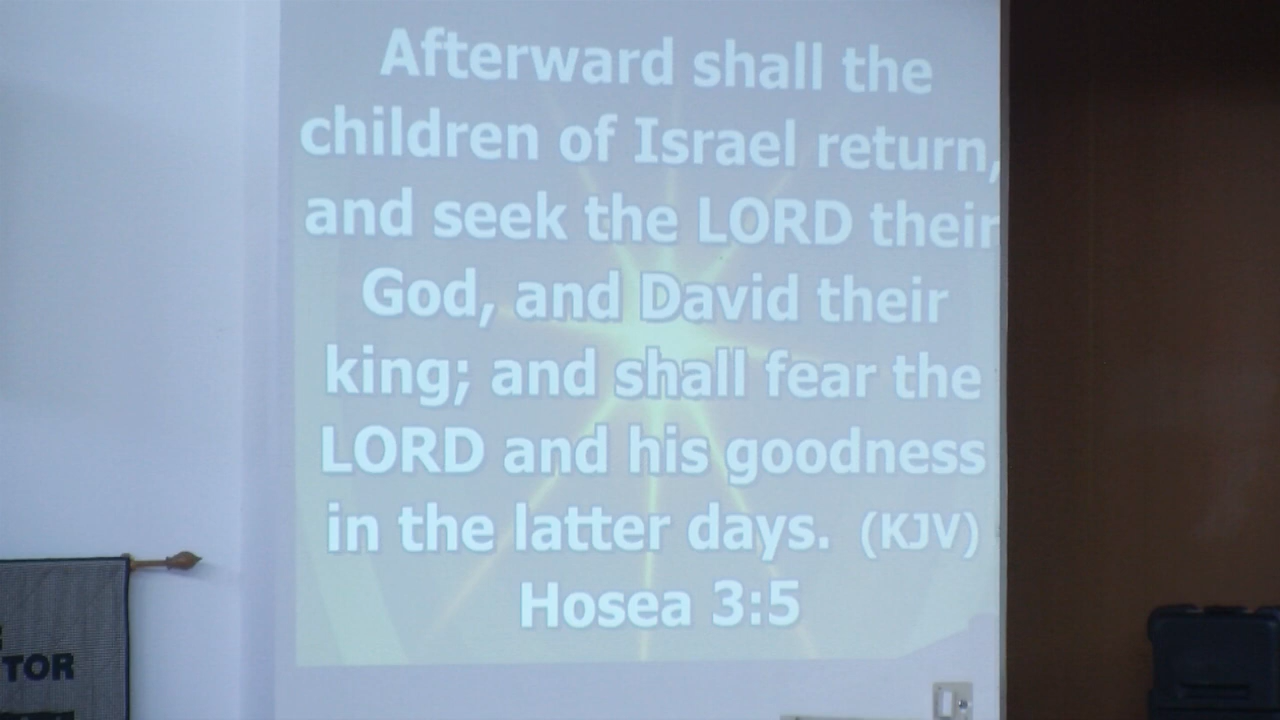 Afterward shall the
children of Israel return,
and seek the LORD their
God, and David their
king; and shall fear the
LORD and his goodness
in the latter days. (KJV)
Hosea 3:5
TOR